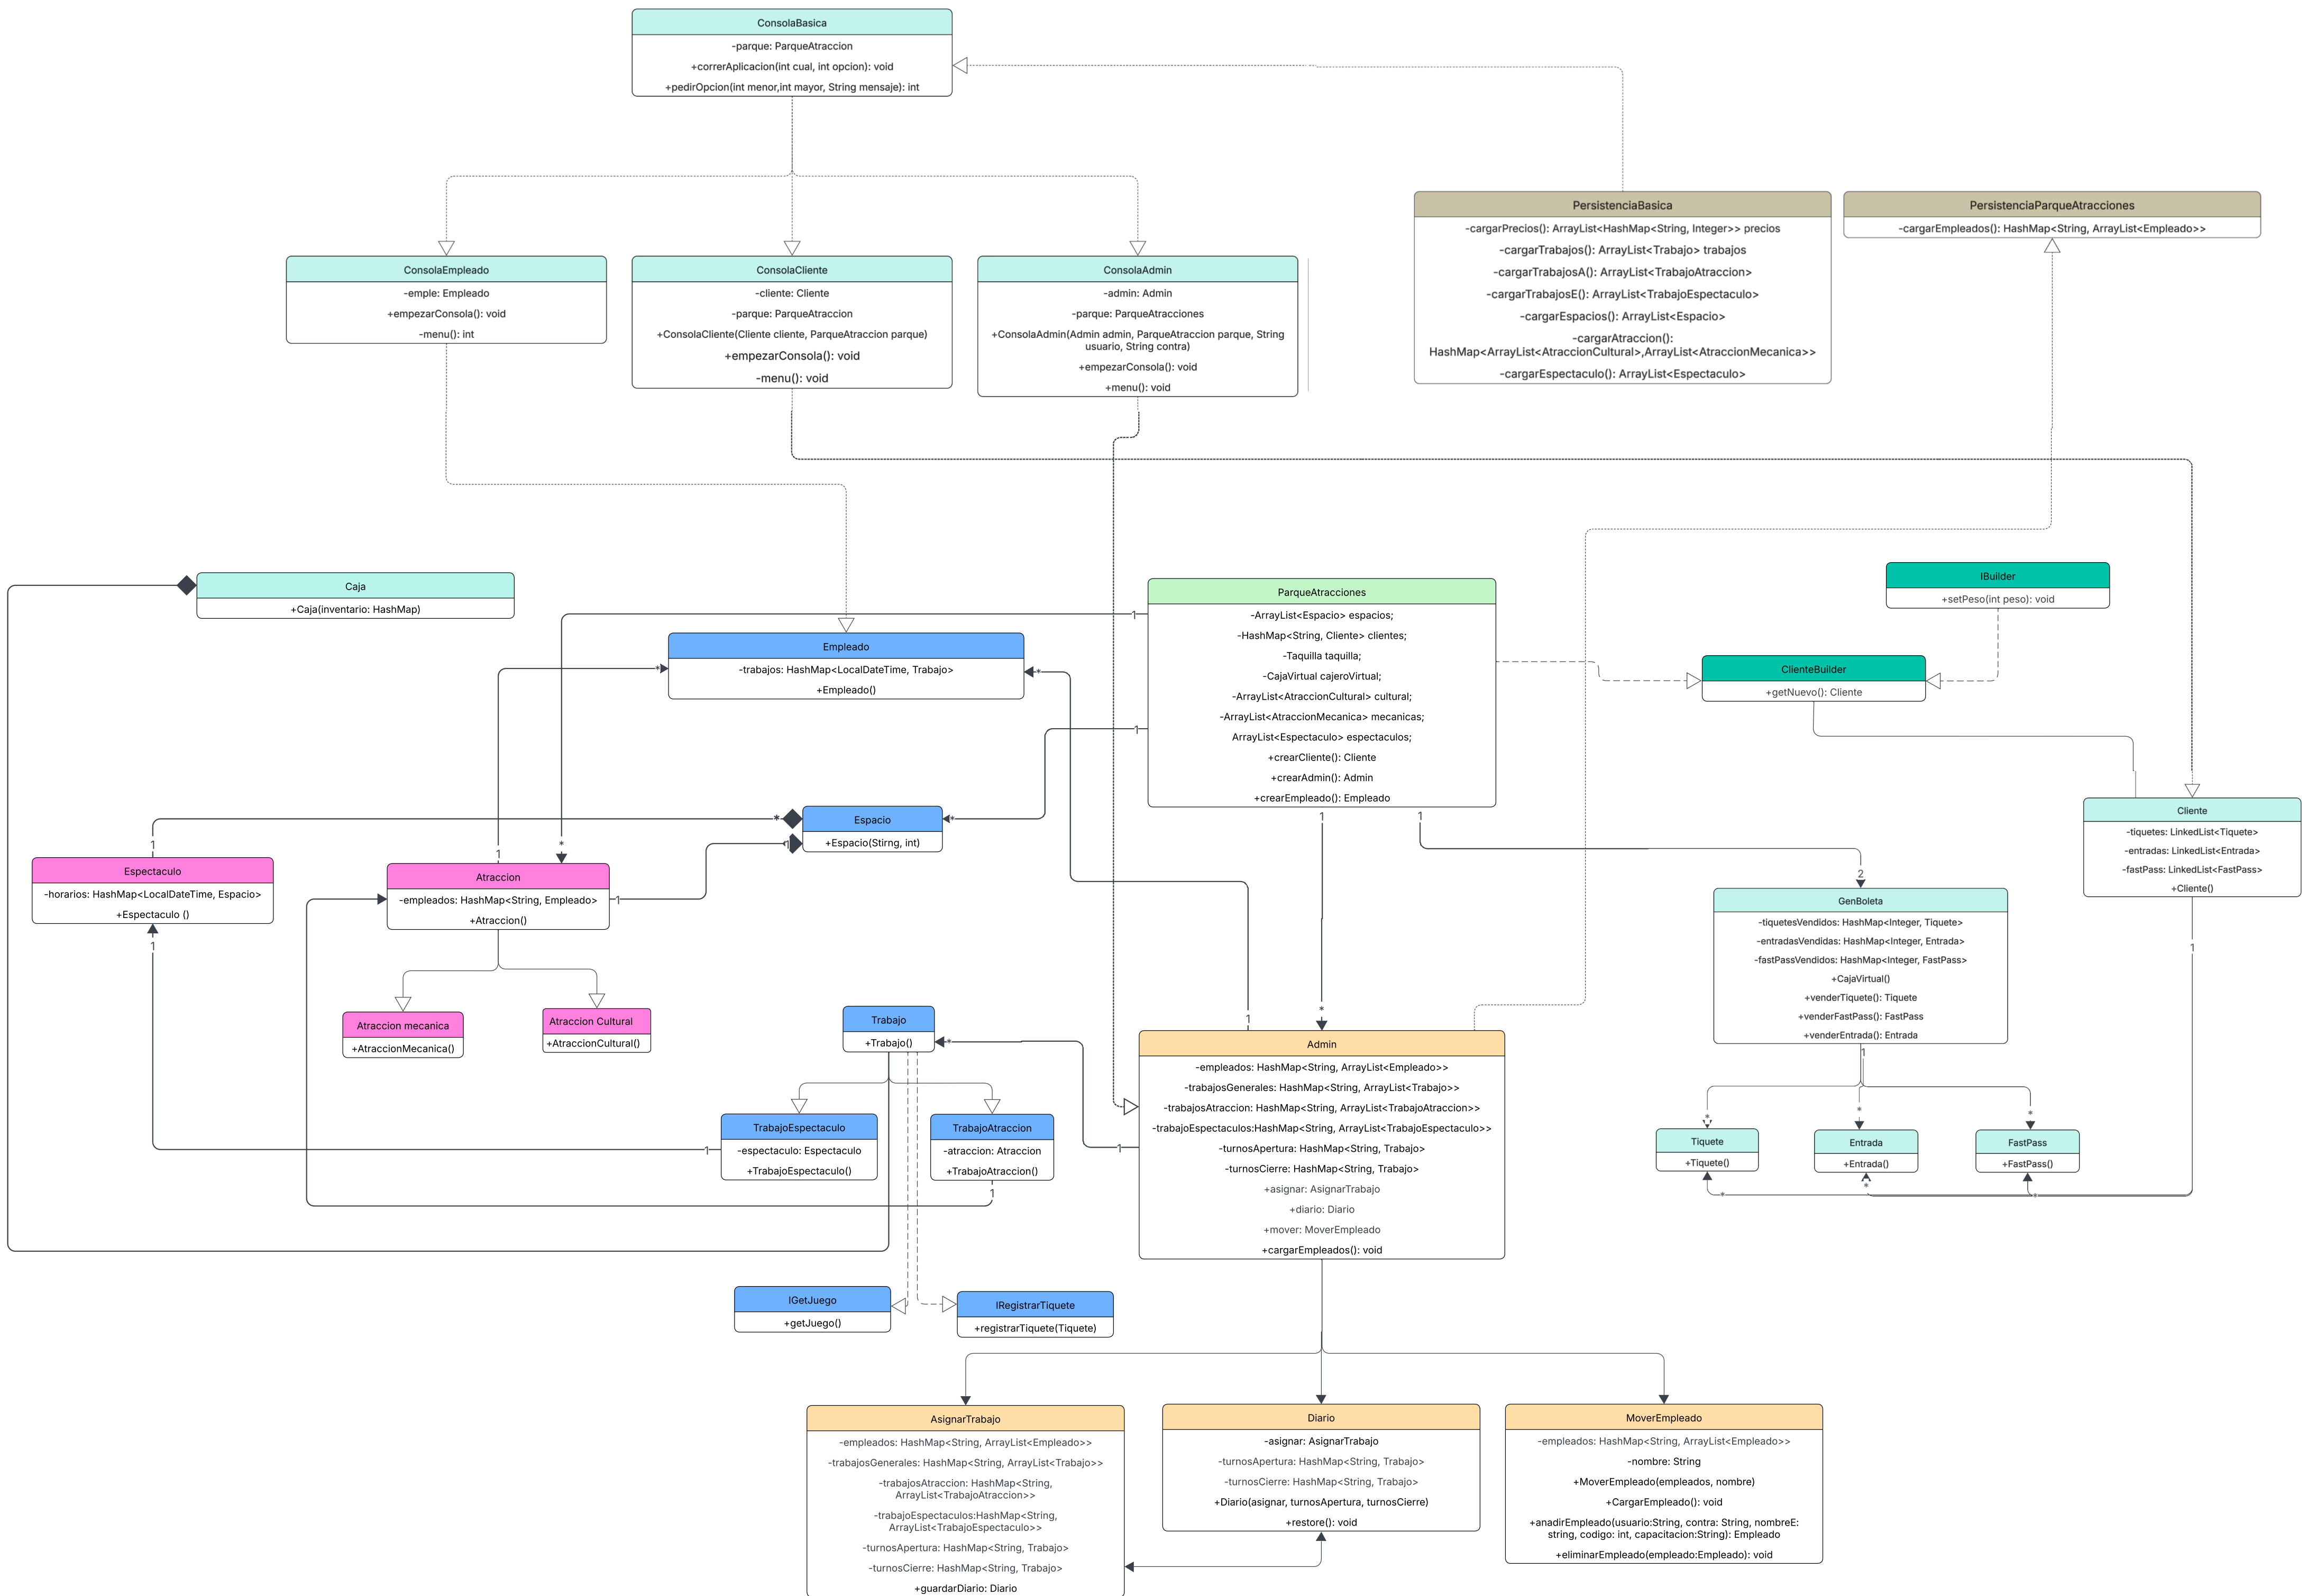 ConsolaBasica
-parque: ParqueAtraccion
+correrAplicacion(int cual, int opcion): void
+pedirOpcion(int menor,int mayor, String mensaje): int
ConsolaEmpleado
-emple: Empleado
+empezarConsola(): void
-menu(): int
ConsolaCliente
-cliente: Cliente
-parque: ParqueAtraccion
+ConsolaCliente(Cliente cliente, ParqueAtraccion parque)
+empezarConsola(): void
-menu(): void
ConsolaAdmin
-admin: Admin
-parque: ParqueAtracciones
+ConsolaAdmin(Admin admin, ParqueAtraccion parque, String
usuario, String contra)
+empezarConsola(): void
+menu(): void
PersistenciaBasica
-cargarPrecios(): ArrayList<HashMap<String, Integer>> precios
-cargarTrabajos(): ArrayList<Trabajo> trabajos
-cargarTrabajosA(): ArrayList<TrabajoAtraccion>
-cargarTrabajosE(): ArrayList<TrabajoEspectaculo>
-cargarEspacios(): ArrayList<Espacio>
-cargarAtraccion():
HashMap<ArrayList<AtraccionCultural>,ArrayList<AtraccionMecanica>>
-cargarEspectaculo(): ArrayList<Espectaculo>
PersistenciaParqueAtracciones
-cargarEmpleados(): HashMap<String, ArrayList<Empleado>>
Caja
+Caja(inventario: HashMap)
Empleado
-trabajos: HashMap<LocalDateTime, Trabajo>
+Empleado()
*
*
ParqueAtracciones
-ArrayList<Espacio> espacios;
-HashMap<String, Cliente> clientes;
-Taquilla taquilla;
-CajaVirtual cajeroVirtual;
-ArrayList<AtraccionCultural> cultural;
-ArrayList<AtraccionMecanica> mecanicas;
ArrayList<Espectaculo> espectaculos;
+crearCliente(): Cliente
+crearAdmin(): Admin
+crearEmpleado(): Empleado
1
1
1
1
IBuilder
+setPeso(int peso): void
ClienteBuilder
+getNuevo(): Cliente
Espacio
+Espacio(Stirng, int)
*
1
*
Cliente
-tiquetes: LinkedList<Tiquete>
-entradas: LinkedList<Entrada>
-fastPass: LinkedList<FastPass>
+Cliente()
1
1
Espectaculo
-horarios: HashMap<LocalDateTime, Espacio>
+Espectaculo ()
1
1
*
Atraccion
-empleados: HashMap<String, Empleado>
+Atraccion()
1
2
GenBoleta
-tiquetesVendidos: HashMap<Integer, Tiquete>
-entradasVendidas: HashMap<Integer, Entrada>
-fastPassVendidos: HashMap<Integer, FastPass>
+CajaVirtual()
+venderTiquete(): Tiquete
+venderFastPass(): FastPass
+venderEntrada(): Entrada
1
Atraccion mecanica
+AtraccionMecanica()
Atraccion Cultural
+AtraccionCultural()
Trabajo
+Trabajo()
*
1
*
Admin
-empleados: HashMap<String, ArrayList<Empleado>>
-trabajosGenerales: HashMap<String, ArrayList<Trabajo>>
-trabajosAtraccion: HashMap<String, ArrayList<TrabajoAtraccion>>
-trabajoEspectaculos:HashMap<String, ArrayList<TrabajoEspectaculo>>
-turnosApertura: HashMap<String, Trabajo>
-turnosCierre: HashMap<String, Trabajo>
+asignar: AsignarTrabajo
+diario: Diario
+mover: MoverEmpleado
+cargarEmpleados(): void
1
TrabajoEspectaculo
-espectaculo: Espectaculo
+TrabajoEspectaculo()
1
TrabajoAtraccion
-atraccion: Atraccion
+TrabajoAtraccion()
1
*
*
*
Tiquete
+Tiquete()
Entrada
+Entrada()
FastPass
+FastPass()
*
*
*
IGetJuego
+getJuego()
IRegistrarTiquete
+registrarTiquete(Tiquete)
AsignarTrabajo
-empleados: HashMap<String, ArrayList<Empleado>>
-trabajosGenerales: HashMap<String, ArrayList<Trabajo>>
-trabajosAtraccion: HashMap<String,
ArrayList<TrabajoAtraccion>>
-trabajoEspectaculos:HashMap<String,
ArrayList<TrabajoEspectaculo>>
-turnosApertura: HashMap<String, Trabajo>
-turnosCierre: HashMap<String, Trabajo>
+guardarDiario: Diario
Diario
-asignar: AsignarTrabajo
-turnosApertura: HashMap<String, Trabajo>
-turnosCierre: HashMap<String, Trabajo>
+Diario(asignar, turnosApertura, turnosCierre)
+restore(): void
MoverEmpleado
-empleados: HashMap<String, ArrayList<Empleado>>
-nombre: String
+MoverEmpleado(empleados, nombre)
+CargarEmpleado(): void
+anadirEmpleado(usuario:String, contra: String, nombreE:
string, codigo: int, capacitacion:String): Empleado
+eliminarEmpleado(empleado:Empleado): void